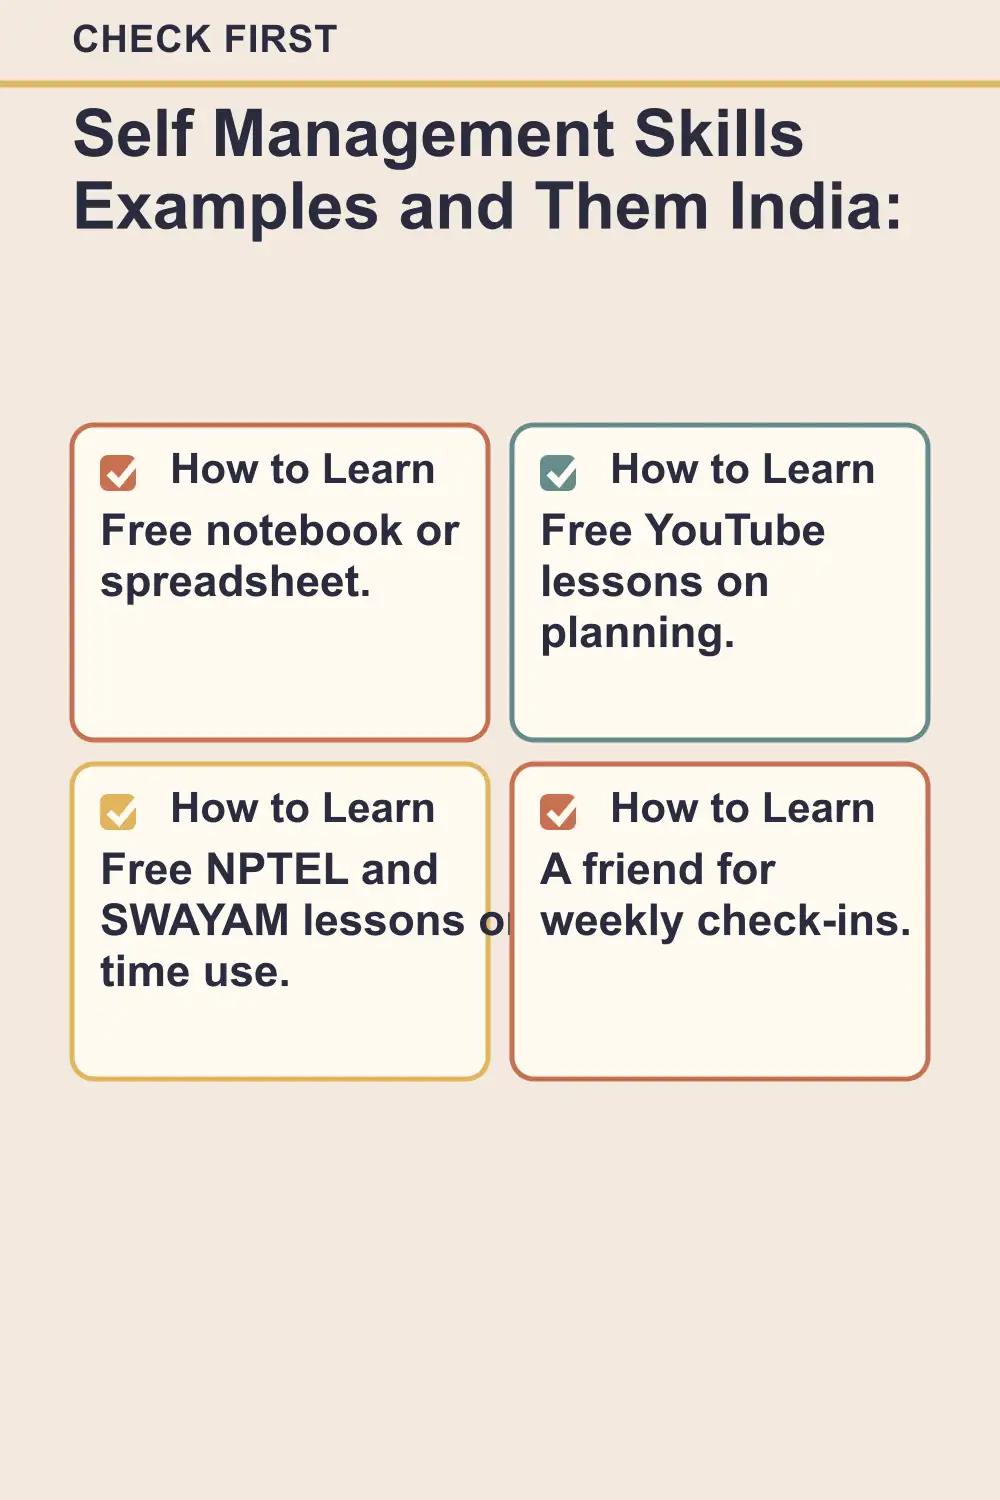 CHECK FIRST
Self Management Skills
Examples and Them India:
How to Learn
Free notebook or
spreadsheet.
How to Learn
Free YouTube
lessons on
planning.
How to Learn
Free NPTEL and
SWAYAM lessons
time use.
How to Learn
A friend for
weekly check-ins.